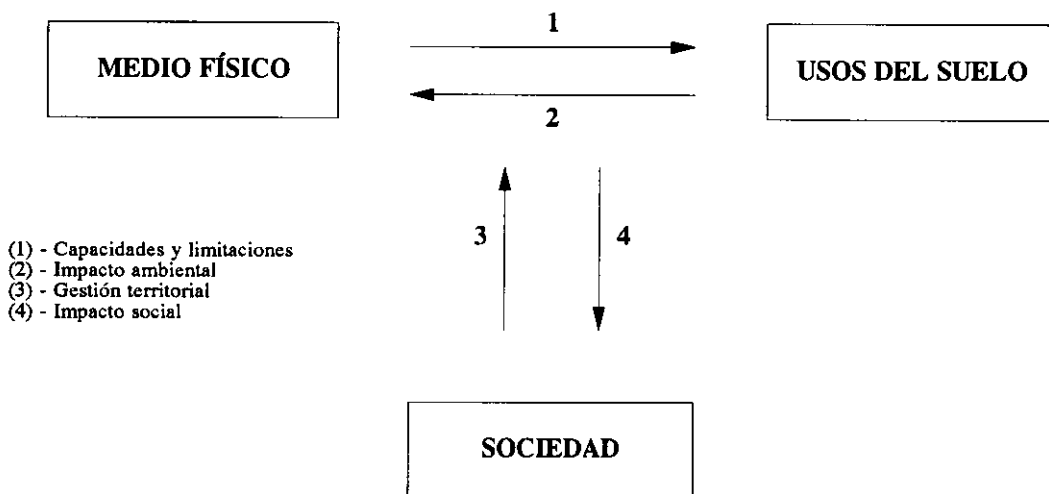 1
MEDIO FÍSICO
USOS DEL SUELO
2
3
4
(1) - Capacidades y limitaciones
(2) - Impacto ambiental
(3) - Gestión territorial
(4) - Impacto social
SOCIEDAD